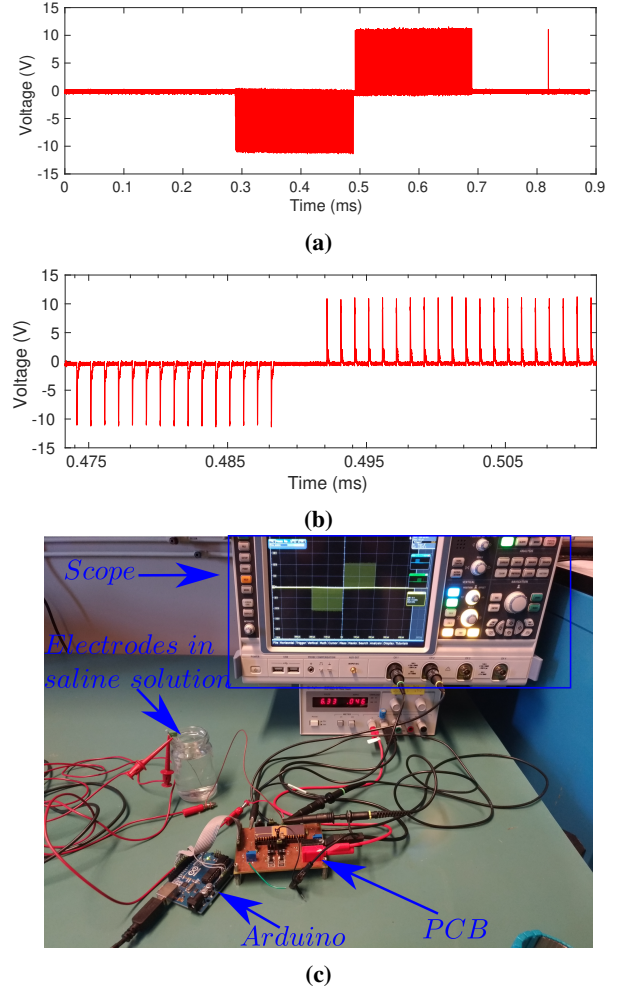 15
10
5
0
-5
-10
-15
Voltage (V)
0 0.1 0.2 0.3 0.4 0.5 0.6 0.7 0.8 0.9
Time (ms)
(a)
15
10
5
0
-5
-10
-15
Voltage (V)
0.475 0.485 0.495 0.505
Time (ms)
(b)
Scope
Electrodes in
saline solution
Arduino
PCB
(c)